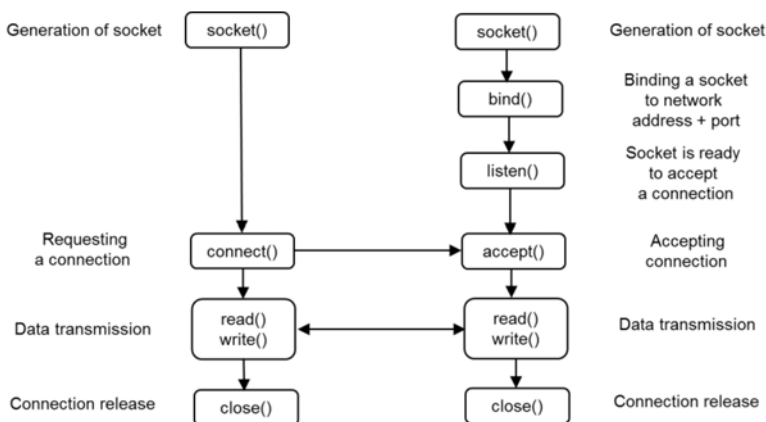 Generation of socket
socket()
socket()
Generation of socket
bind()
Binding a socket
to network
address + port
listen()
Socket is ready
to accept
a connection
Requesting
a connection
connect()
accept()
Accepting
connection
Data transmission
read()
write()
read()
write()
Data transmission
Connection release
close()
close()
Connection release